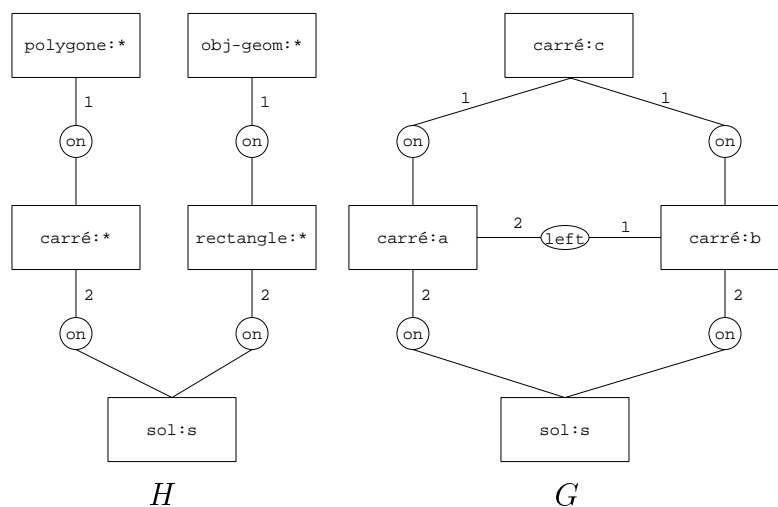 polygone:* obj-geom:* carré:c
1 1 1 1
on on on on
carré:* rectangle:* carré:a 2 left 1 carré:b
2 2 2 2
on on on on
sol:s sol:s
H G